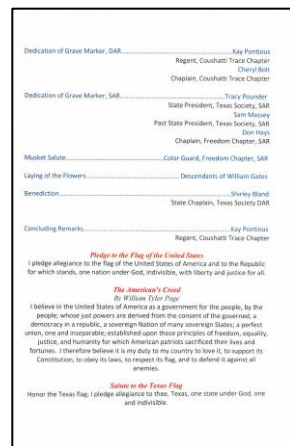 Dedication of Grave Marker, DAR..........Kay Pontious
Regent, Coushatti Trace Chapter
Cheryl Bolt
Chaplain, Coushatti Trace Chapter
Dedication of Grave Marker, SAR..........Tracy Pounder
State President, Texas Society, SAR
Sam Massey
Past State President, Texas Society, SAR
Don Hays
Chaplain, Freedom Chapter, SAR
Musket Salute..........Color Guard, Freedom Chapter, SAR
Laying of the Flowers..........Descendants of William Gates
Benediction..........Shirley Bland
State Chaplain, Texas Society DAR
Concluding Remarks..........Kay Pontious
Regent, Coushatti Trace Chapter
Pledge to the Flag of the United States
I pledge allegiance to the flag of the United States of America and to the Republic
for which stands, one nation under God, indivisible, with liberty and justice for all.
The American's Creed
By William Tyler Page
I believe in the United States of America as a government for the people, by the
people; whose just powers are derived from the consent of the governed, a
democracy in a republic, a sovereign Nation of many sovereign States; a perfect
union, one and inseparable; established upon those principles of freedom, equality,
justice, and humanity for which American patriots sacrificed their lives and
fortunes. I therefore believe it is my duty to my country to love it, to support its
Constitution, to obey its laws, to respect its flag, and to defend it against all
enemies.
Salute to the Texas Flag
Honor the Texas flag; I pledge allegiance to thee, Texas, one state under God, one
and indivisible.